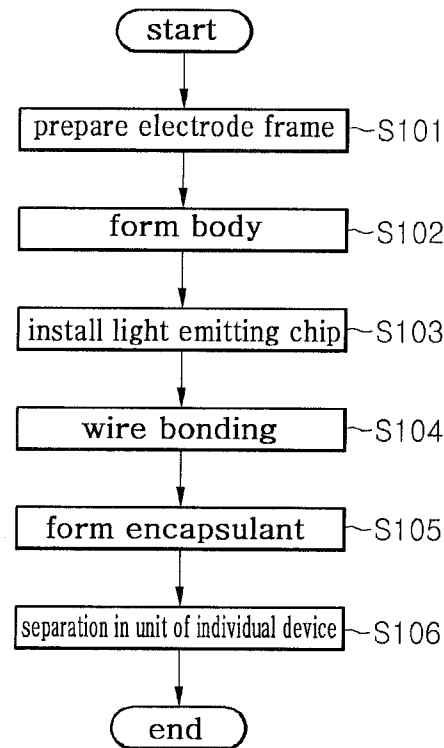 start
prepare electrode frame S101
form body S102
install light emitting chip S103
wire bonding S104
form encapsulant S105
separation in unit of individual device S106
end